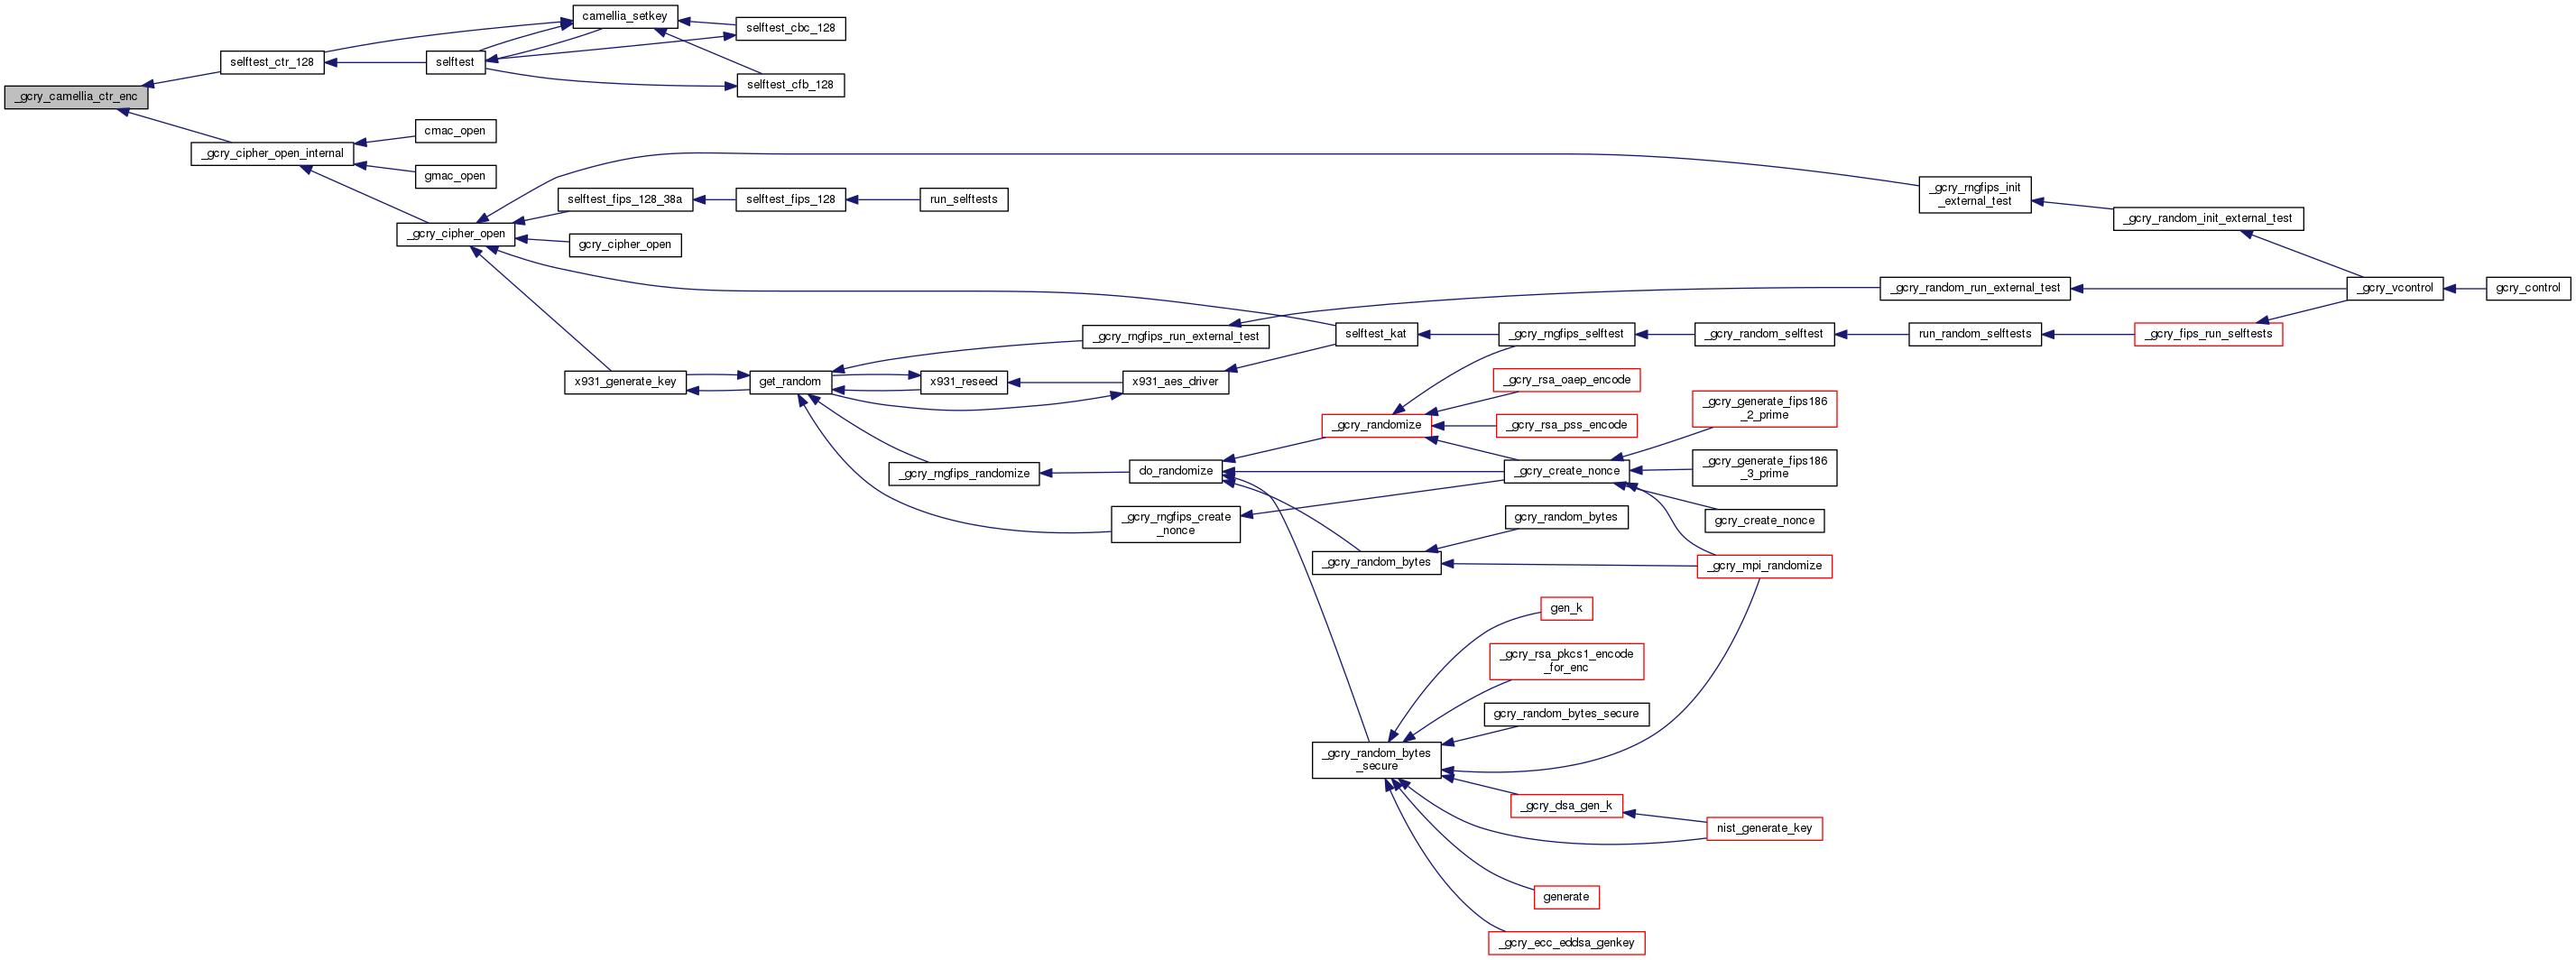 camellia_setkey
selftest_cbc_128
selftest_ctr_128
selftest
selftest_cfb_128
_gcry_camellia_ctr_enc
cmac_open
_gcry_cipher_open_internal
gmac_open
_gcry_rngfips_init
_external_test
selftest_fips_128_38a
selftest_fips_128
run_selftests
_gcry_random_init_external_test
_gcry_cipher_open
gcry_cipher_open
_gcry_random_run_external_test
_gcry_vcontrol
gcry_control
_gcry_rngfips_run_external_test
selftest_kat
_gcry_rngfips_selftest
_gcry_random_selftest
run_random_selftests
_gcry_fips_run_selftests
x931_generate_key
get_random
x931_reseed
x931_aes_driver
_gcry_rsa_oaep_encode
_gcry_generate_fips186
_2_prime
_gcry_randomize
_gcry_rsa_pss_encode
_gcry_rngfips_randomize
do_randomize
_gcry_create_nonce
_gcry_generate_fips186
_3_prime
_gcry_rngfips_create
_nonce
gcry_random_bytes
gcry_create_nonce
_gcry_random_bytes
_gcry_mpi_randomize
gen_k
_gcry_rsa_pkcs1_encode
_for_enc
gcry_random_bytes_secure
_gcry_random_bytes
_secure
_gcry_dsa_gen_k
nist_generate_key
generate
_gcry_ecc_eddsa_genkey